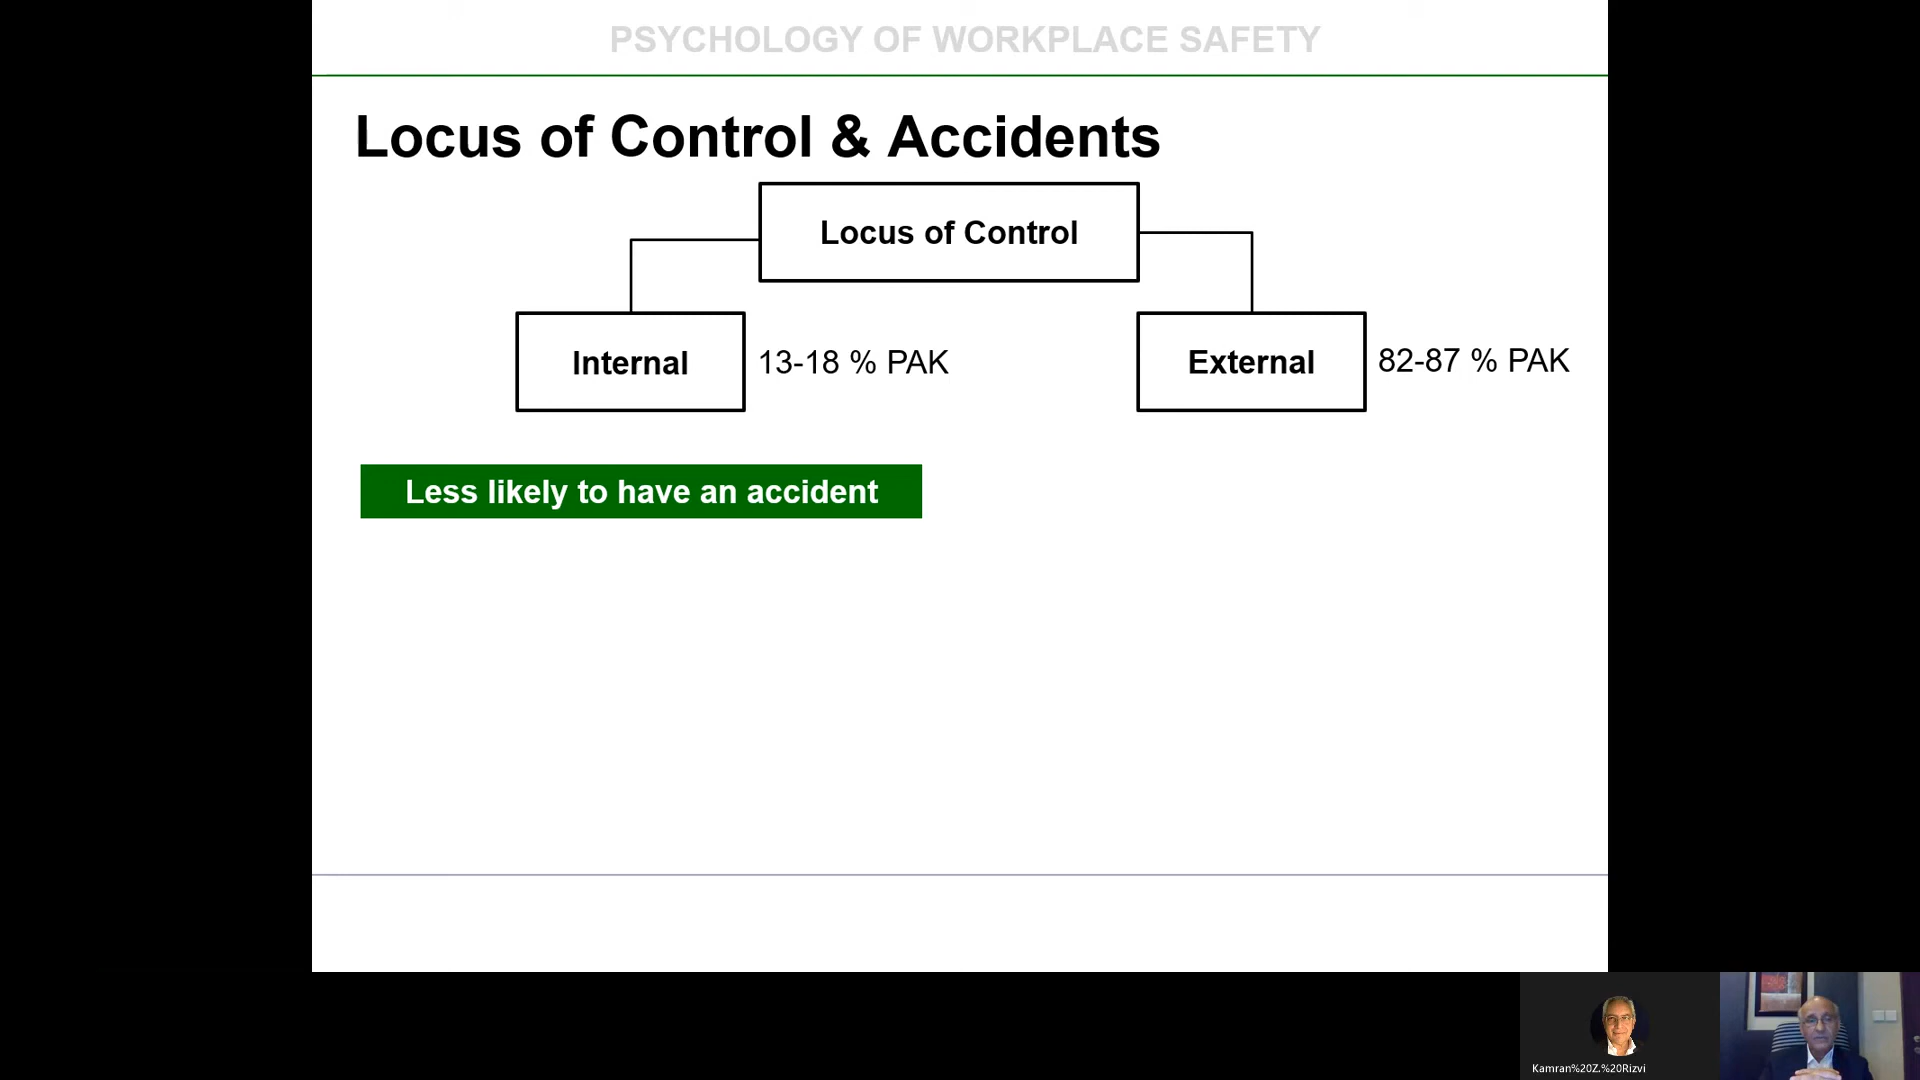 PSYCHOLOGY OF WORKPLACE SAFETY
Locus of Control & Accidents
Locus of Control
Internal
13-18 % PAK
External
82-87 % PAK
Less likely to have an accident
Kamran%20Z.%20Rizvi